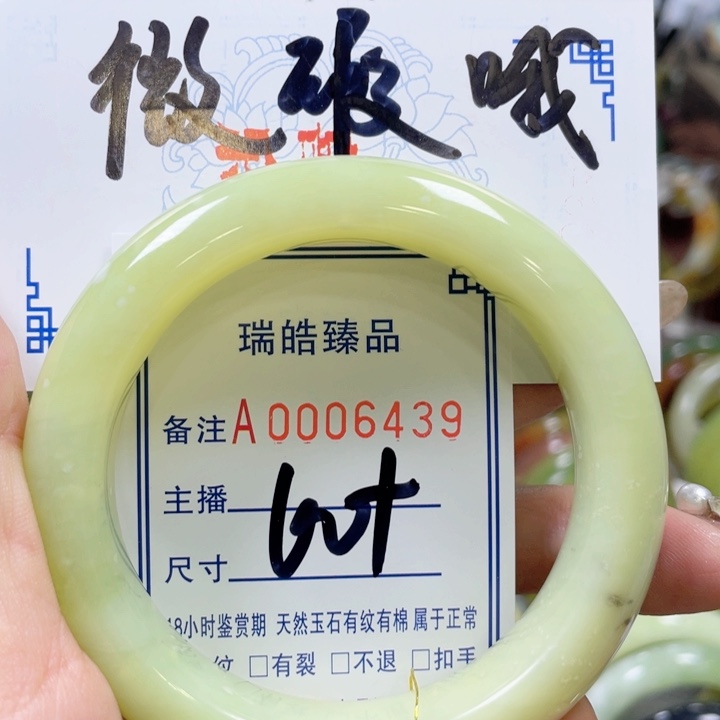 微破哦
瑞皓臻品
备注A0006439
主播
尺寸
48小时鉴赏期 天然玉石有纹有棉 属于正常
纹 □有裂 □不退 □扣手